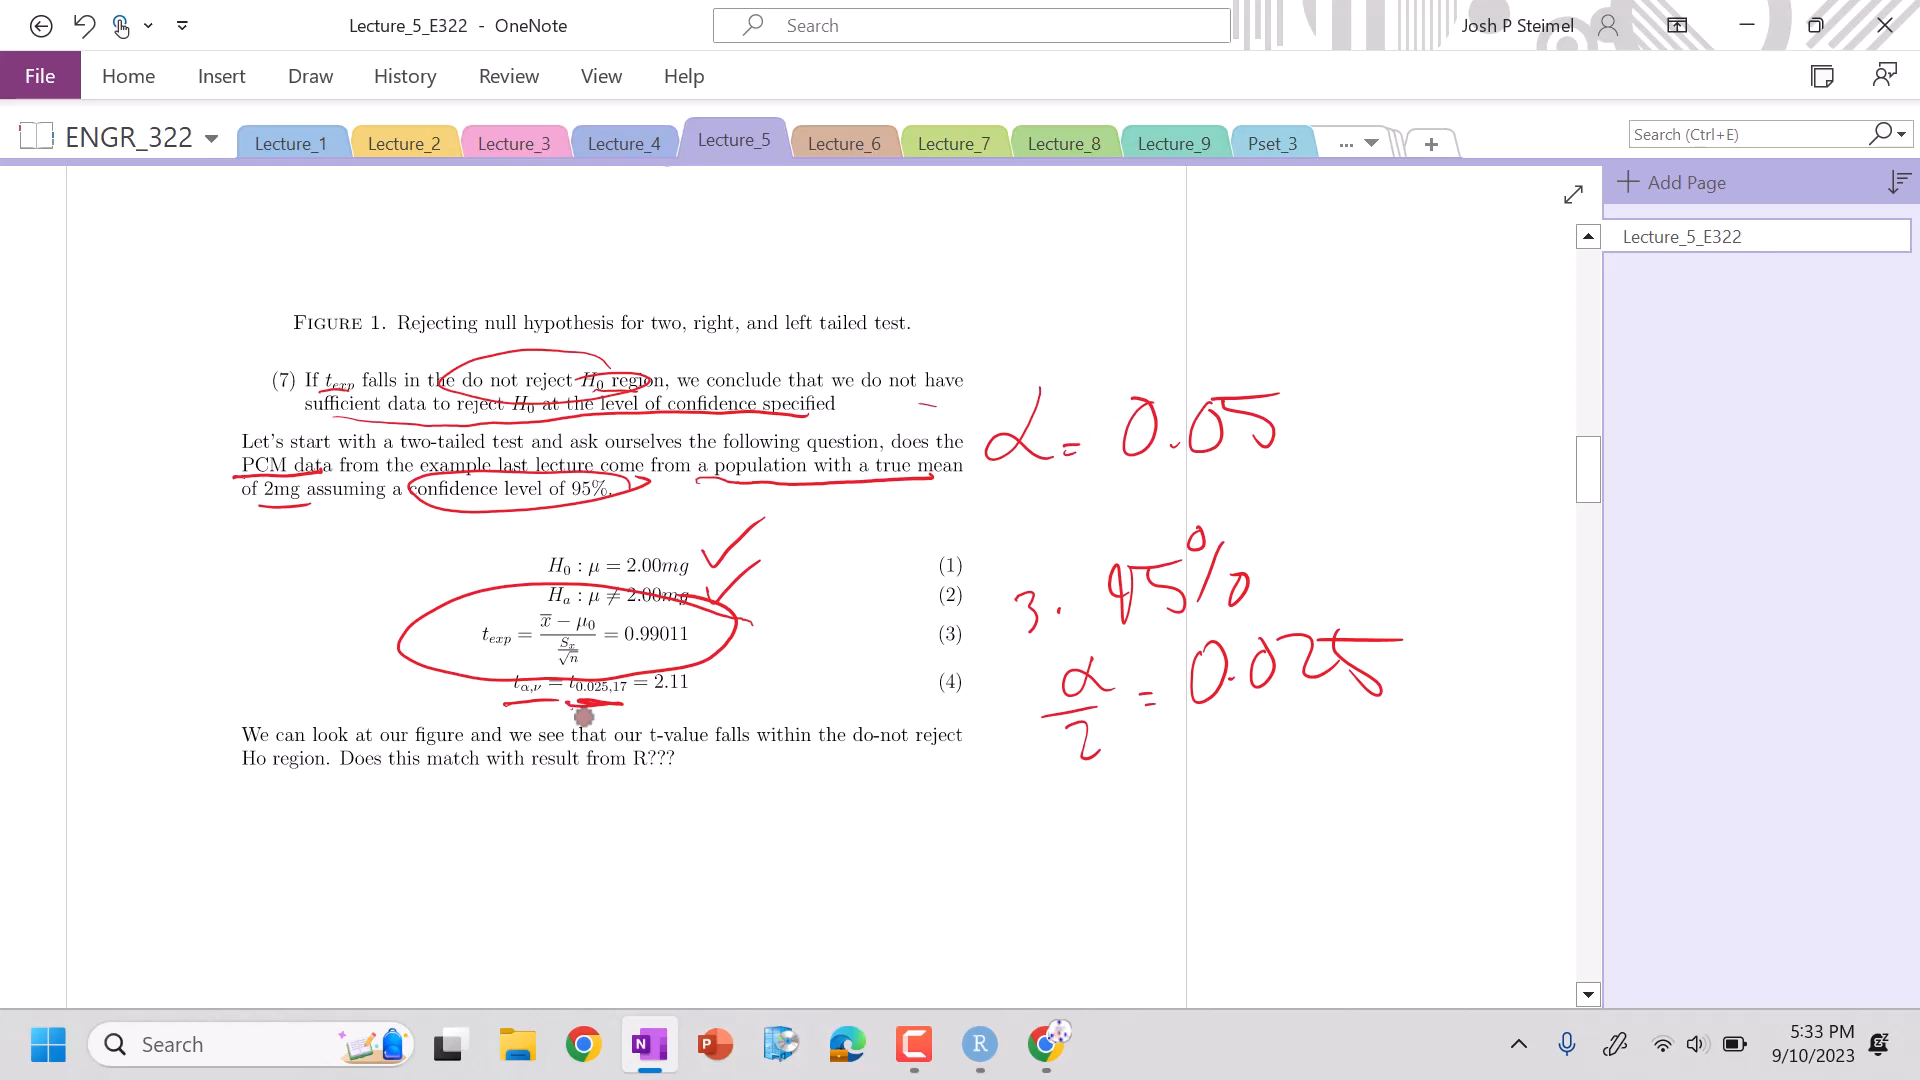 Lecture_5_E322 - OneNote
Search
Josh P Steimel
File Home Insert Draw History Review View Help
ENGR_322 Lecture_1 Lecture_2 Lecture_3 Lecture_4 Lecture_5 Lecture_6 Lecture_7 Lecture_8 Lecture_9 Pset_3 ... +
Search (Ctrl+E)
Add Page
Lecture_5_E322
FIGURE 1. Rejecting null hypothesis for two, right, and left tailed test.
(7) If t_exp falls in the do not reject H_0 region, we conclude that we do not have
sufficient data to reject H_0 at the level of confidence specified
Let's start with a two-tailed test and ask ourselves the following question, does the
PCM data from the example last lecture come from a population with a true mean
of 2mg assuming a confidence level of 95%.
α = 0.05
H_0 : μ = 2.00mg (1)
H_a : μ ≠ 2.00mg (2)
t_exp = (x̅ − μ_0) / (S_x / √n) = 0.99011 (3)
t_α,ν = t_0.025,17 = 2.11 (4)
3. 95%
α/2 = 0.025
We can look at our figure and we see that our t-value falls within the do-not reject
Ho region. Does this match with result from R???
Search
5:33 PM
9/10/2023